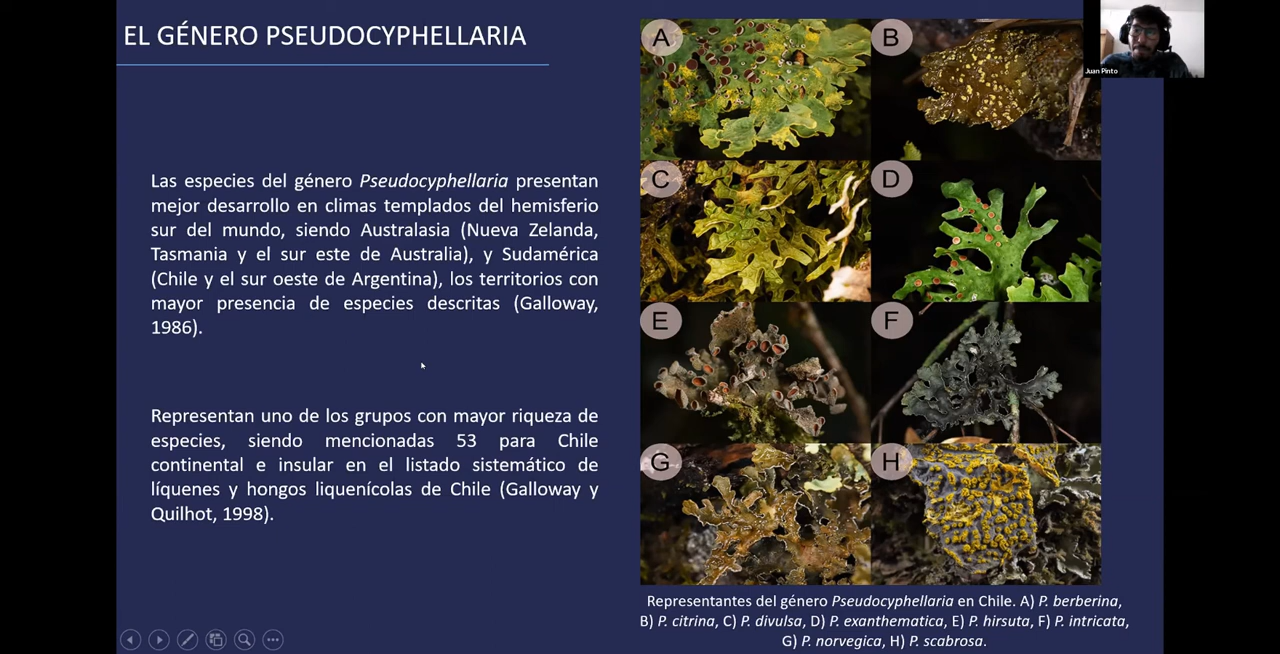 EL GÉNERO PSEUDOCYPHELLARIA
Las especies del género Pseudocyphellaria presentan
mejor desarrollo en climas templados del hemisferio
sur del mundo, siendo Australasia (Nueva Zelanda,
Tasmania y el sur este de Australia), y Sudamérica
(Chile y el sur oeste de Argentina), los territorios con
mayor presencia de especies descritas (Galloway,
1986).
Representan uno de los grupos con mayor riqueza de
especies, siendo mencionadas 53 para Chile
continental e insular en el listado sistemático de
líquenes y hongos liquenícolas de Chile (Galloway y
Quilhot, 1998).
A
B
C
D
E
F
G
H
Representantes del género Pseudocyphellaria en Chile. A) P. berberina,
B) P. citrina, C) P. divulsa, D) P. exanthematica, E) P. hirsuta, F) P. intricata,
G) P. norvegica, H) P. scabrosa.
Juan Pinto